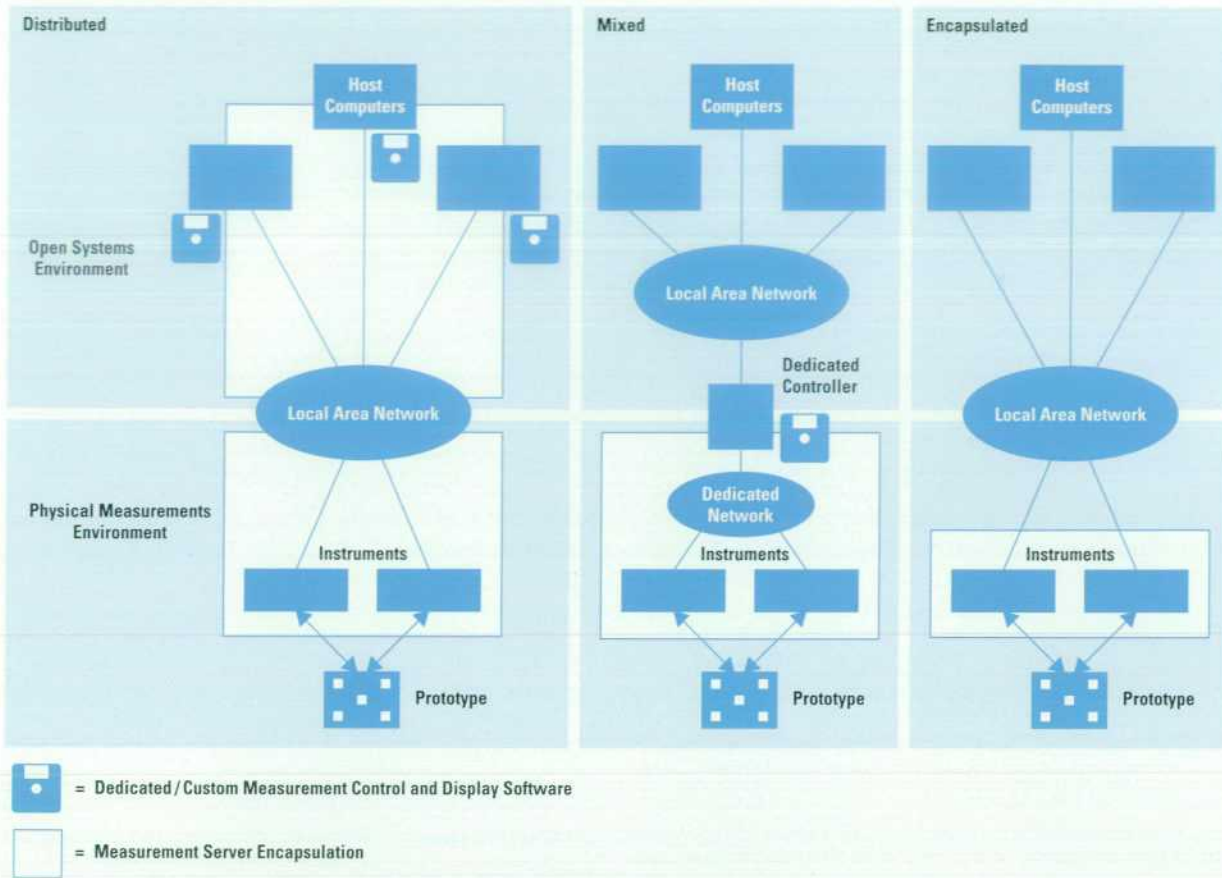 Distributed
Host
Computers
Open Systems
Environment
Local Area Network
Physical Measurements
Environment
Instruments
Prototype
Mixed
Host
Computers
Local Area Network
Dedicated
Controller
Dedicated
Network
Instruments
Prototype
Encapsulated
Host
Computers
Local Area Network
Instruments
Prototype
= Dedicated/Custom Measurement Control and Display Software
= Measurement Server Encapsulation